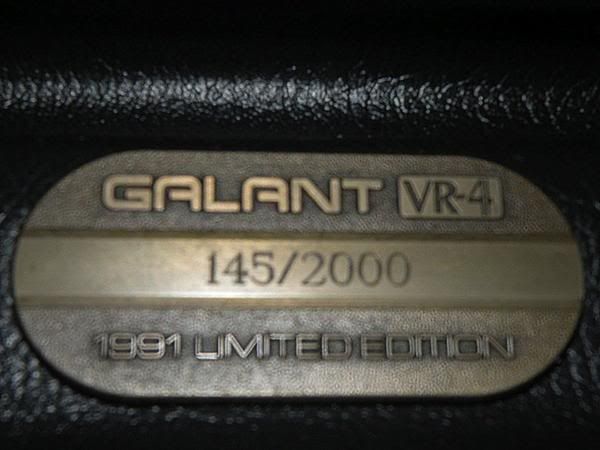 GALANT VR-4
145/2000
1991 LIMITED EDITION